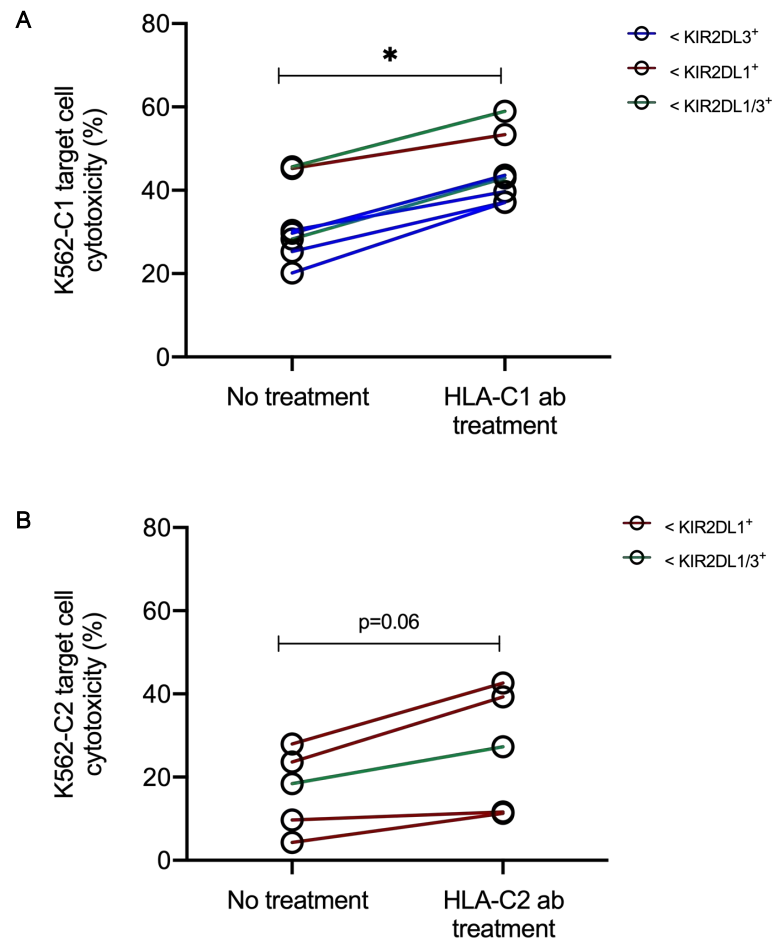 A
80
60
40
20
0
K562-C1 target cell
cytotoxicity (%)
*
No treatment
HLA-C1 ab
treatment
< KIR2DL3+
< KIR2DL1+
< KIR2DL1/3+
B
80
60
40
20
0
K562-C2 target cell
cytotoxicity (%)
p=0.06
No treatment
HLA-C2 ab
treatment
< KIR2DL1+
< KIR2DL1/3+